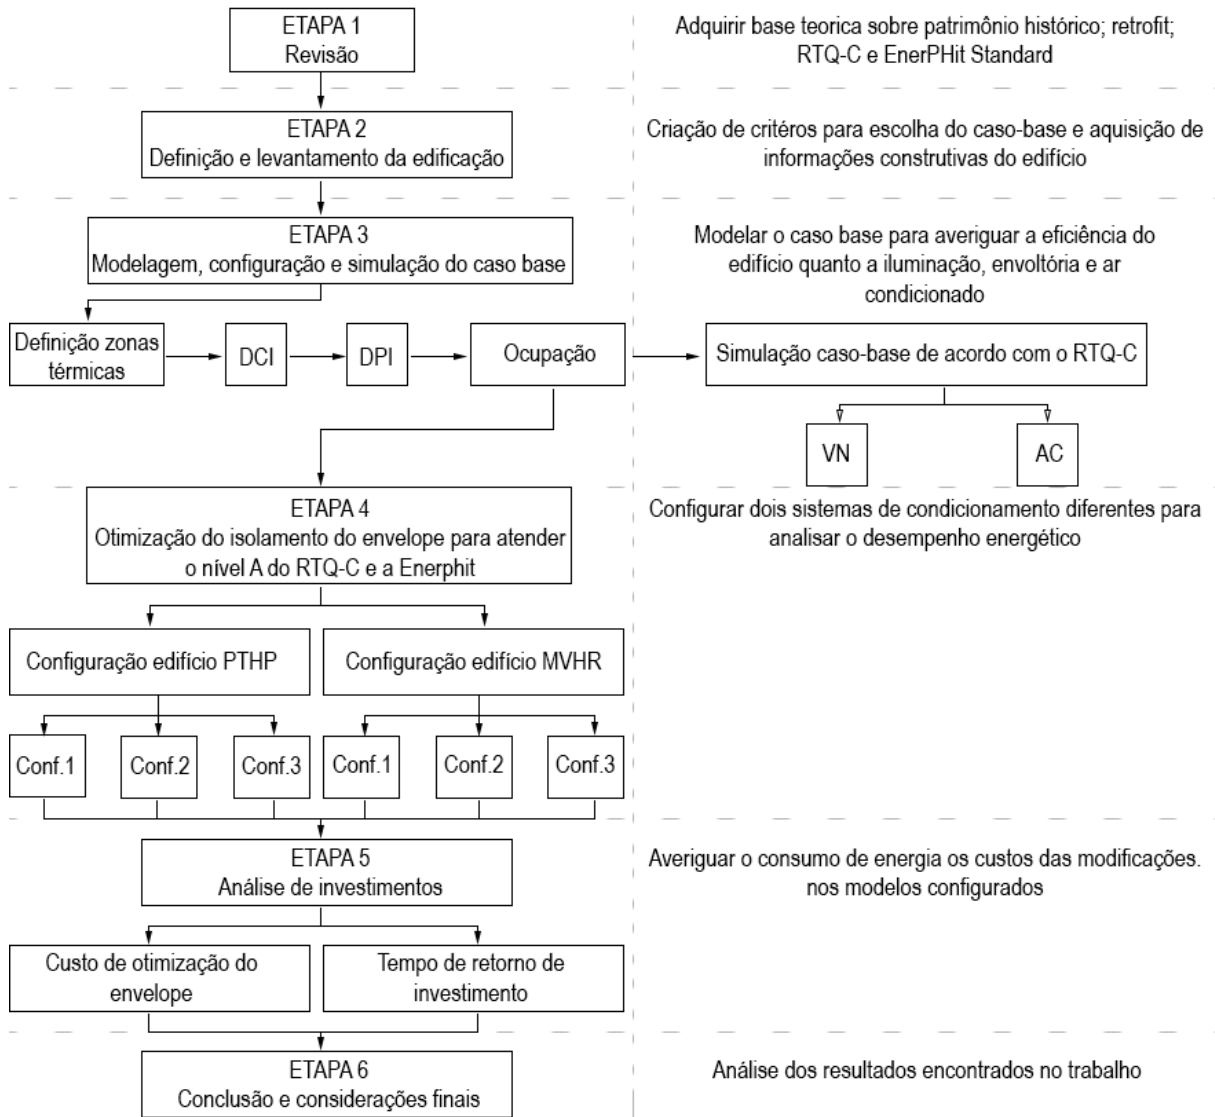 ETAPA 1
Revisão
Adquirir base teorica sobre patrimônio histórico; retrofit;
RTQ-C e EnerPHit Standard
ETAPA 2
Definição e levantamento da edificação
Criação de critéros para escolha do caso-base e aquisição de
informações construtivas do edifício
ETAPA 3
Modelagem, configuração e simulação do caso base
Modelar o caso base para averiguar a eficiência do
edifício quanto a iluminação, envoltória e ar
condicionado
Definição zonas
térmicas
DCI
DPI
Ocupação
Simulação caso-base de acordo com o RTQ-C
VN
AC
ETAPA 4
Otimização do isolamento do envelope para atender
o nível A do RTQ-C e a Enerphit
Configurar dois sistemas de condicionamento diferentes para
analisar o desempenho energético
Configuração edifício PTHP
Configuração edifício MVHR
Conf.1
Conf.2
Conf.3
Conf.1
Conf.2
Conf.3
ETAPA 5
Análise de investimentos
Averiguar o consumo de energia os custos das modificações.
nos modelos configurados
Custo de otimização do
envelope
Tempo de retorno de
investimento
ETAPA 6
Conclusão e considerações finais
Análise dos resultados encontrados no trabalho